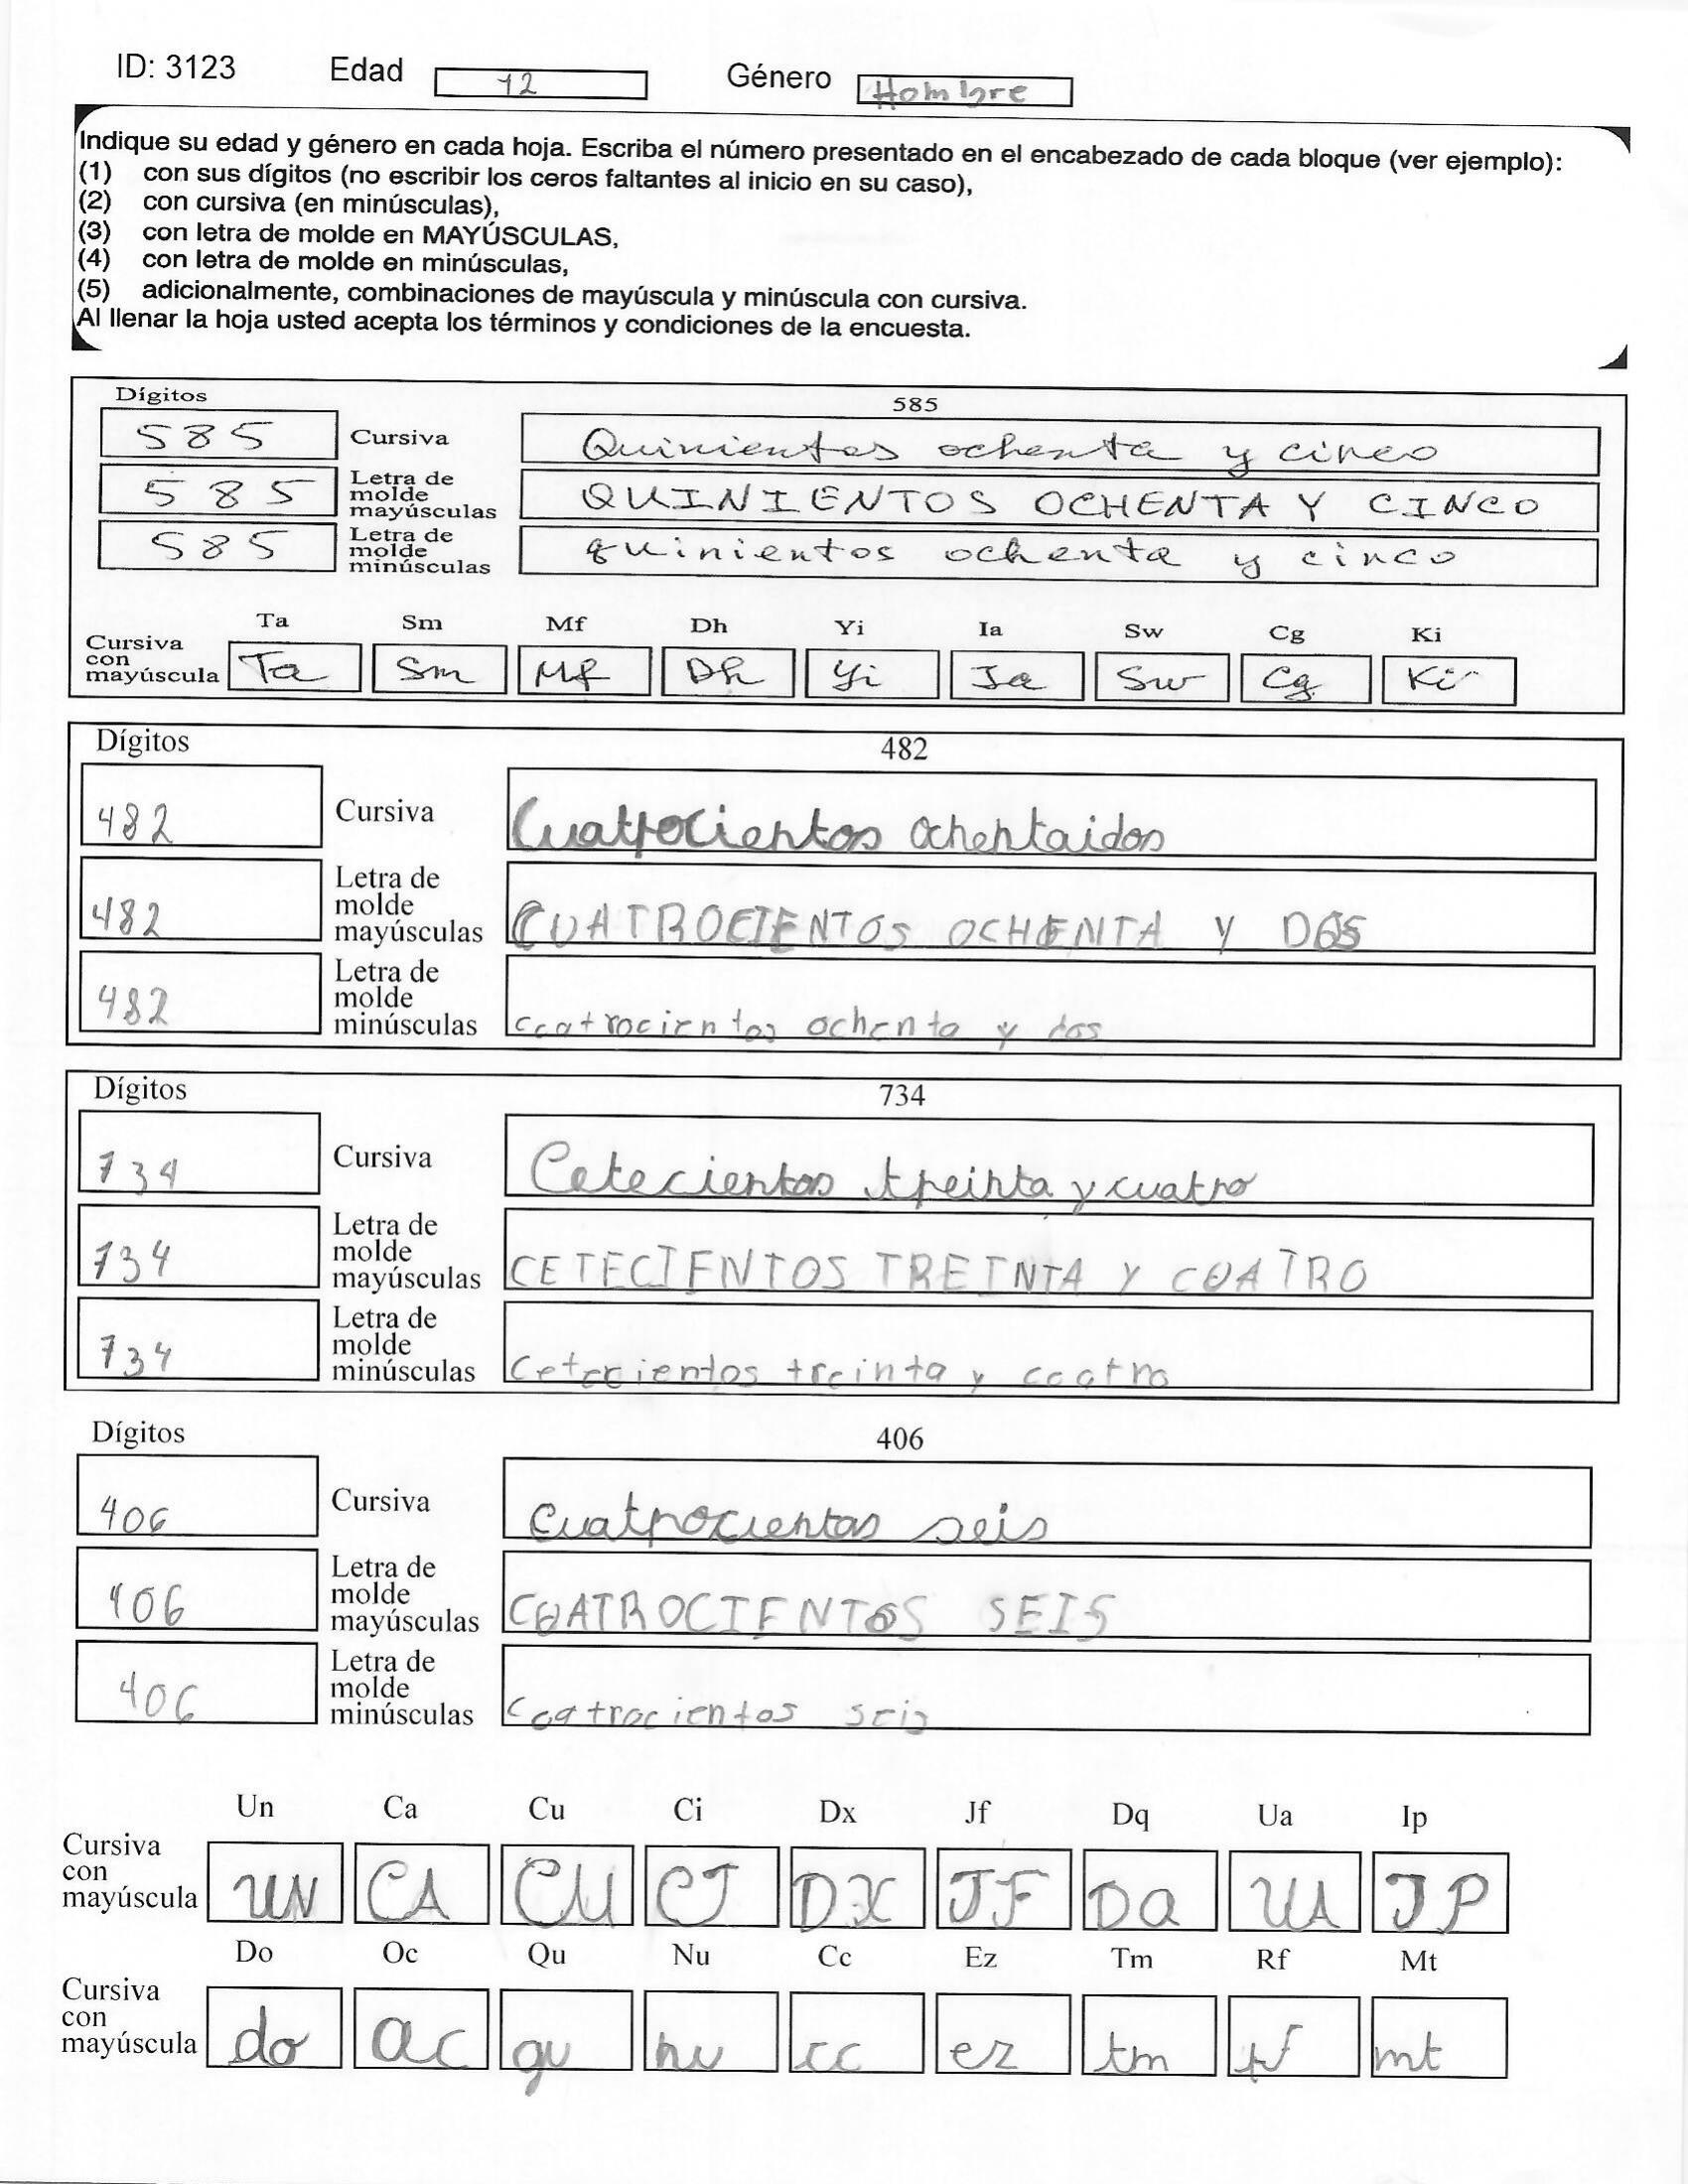 ID: 3123 Edad 12 Género Hombre
Indique su edad y género en cada hoja. Escriba el número presentado en el encabezado de cada bloque (ver ejemplo):
(1) con sus dígitos (no escribir los ceros faltantes al inicio en su caso),
(2) con cursiva (en minúsculas),
(3) con letra de molde en MAYÚSCULAS,
(4) con letra de molde en minúsculas,
(5) adicionalmente, combinaciones de mayúscula y minúscula con cursiva.
Al llenar la hoja usted acepta los términos y condiciones de la encuesta.
Dígitos 585
585 Cursiva Quinientos ochenta y cinco
585 Letra de molde mayúsculas QUINIENTOS OCHENTA Y CINCO
585 Letra de molde minúsculas quinientos ochenta y cinco
Ta Sm Mf Dh Yi Ia Sw Cg Ki
Cursiva con mayúscula Ta Sm Mf Dh Yi Ia Sw Cg Ki
Dígitos 482
482 Cursiva Cuatrocientos ochentaidos
482 Letra de molde mayúsculas CUATROCIENTOS OCHENTA Y DOS
482 Letra de molde minúsculas ccatrocientos ochenta y dos
Dígitos 734
734 Cursiva Cetecientos treinta y cuatro
734 Letra de molde mayúsculas CETECIENTOS TREINTA Y CUATRO
734 Letra de molde minúsculas cetecientos treinta y ccatro
Dígitos 406
406 Cursiva cuatrocientos seis
406 Letra de molde mayúsculas CUATROCIENTOS SEIS
406 Letra de molde minúsculas ccatrocientos seis
Un Ca Cu Ci Dx Jf Dq Ua Ip
Cursiva con mayúscula UN CA CU CI DX JF DQ UA IP
Do Oc Qu Nu Cc Ez Tm Rf Mt
Cursiva con mayúscula do oc qu nu cc ez tm rf mt